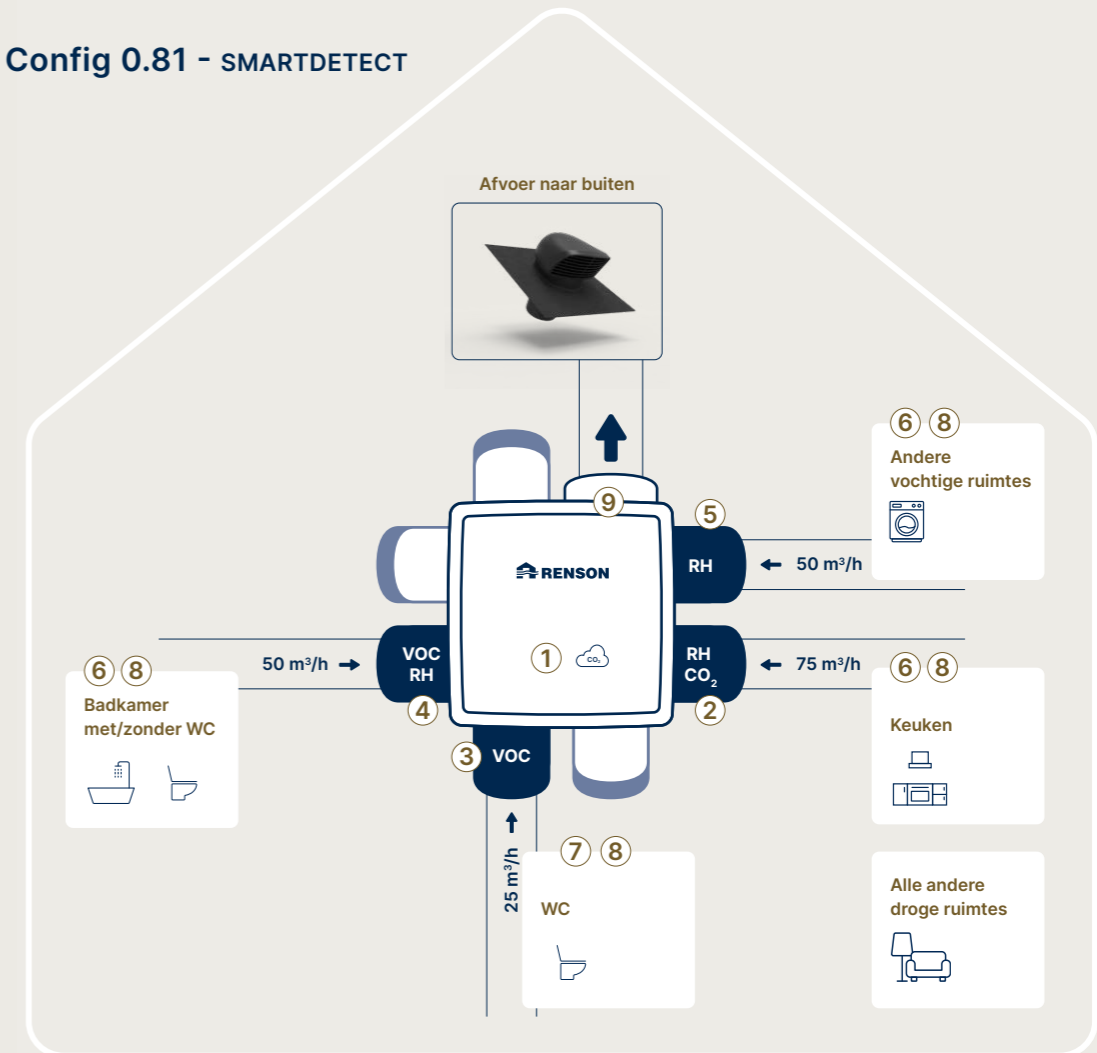 Config 0.81 - SMARTDETECT
Afvoer naar buiten
6 8
Andere
vochtige ruimtes
9
5
RENSON
RH
50 m³/h
1
CO₂
50 m³/h
VOC
RH
4
RH
CO₂
2
75 m³/h
6 8
Badkamer
met/zonder WC
6 8
Keuken
3
VOC
25 m³/h
7 8
WC
Alle andere
droge ruimtes